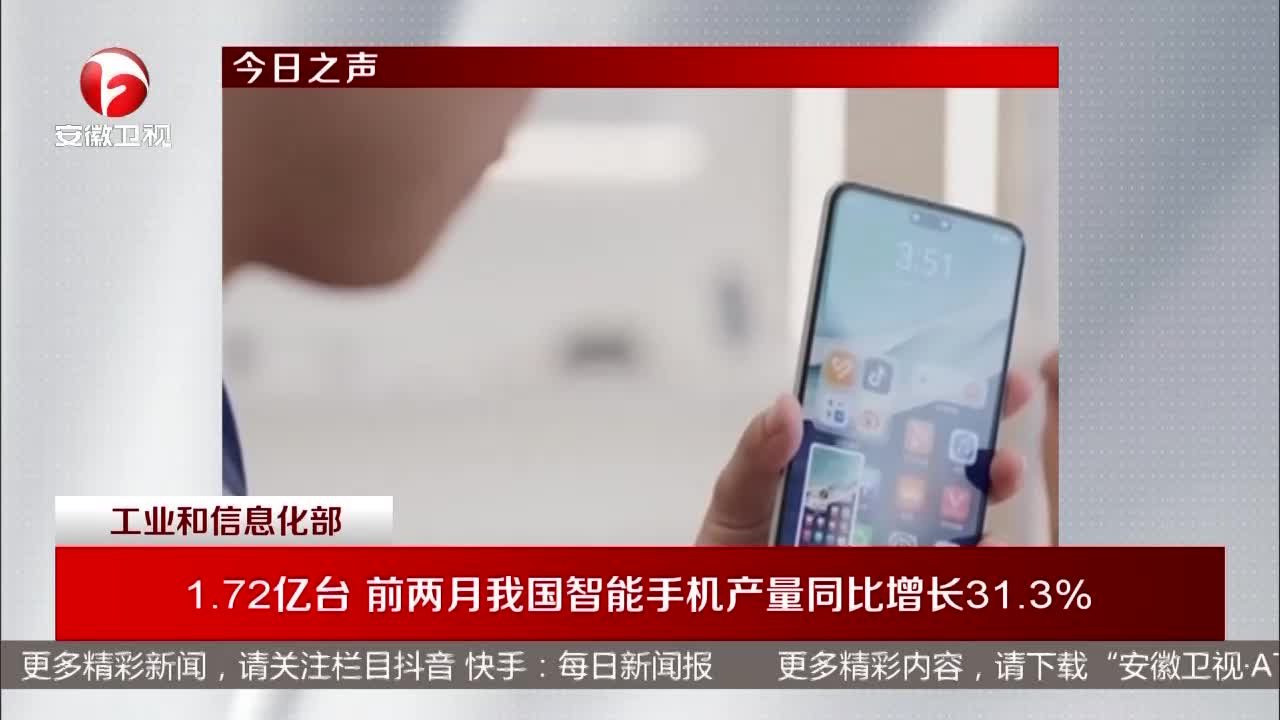 今日之声
安徽卫视
3:51
工业和信息化部
1.72亿台 前两月我国智能手机产量同比增长31.3%
更多精彩新闻，请关注栏目抖音 快手：每日新闻报 更多精彩内容，请下载“安徽卫视·AT